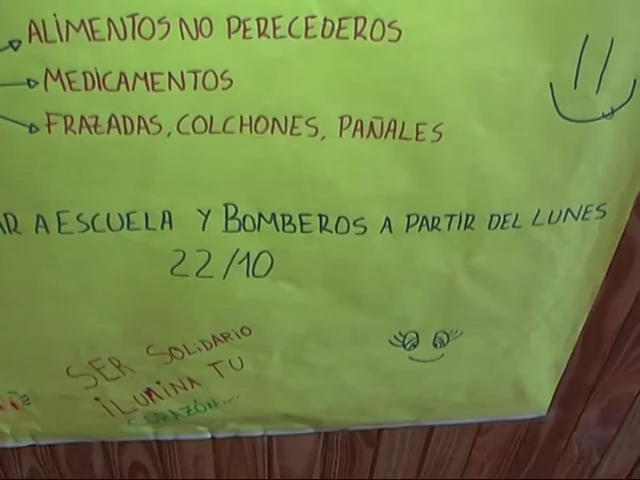 ALIMENTOS NO PERECEDEROS
MEDICAMENTOS
FRAZADAS, COLCHONES, PAÑALES
AR A ESCUELA Y BOMBEROS A PARTIR DEL LUNES
22/10
SER SOLIDARIO
iLUMINA TU
CORAZÓN...